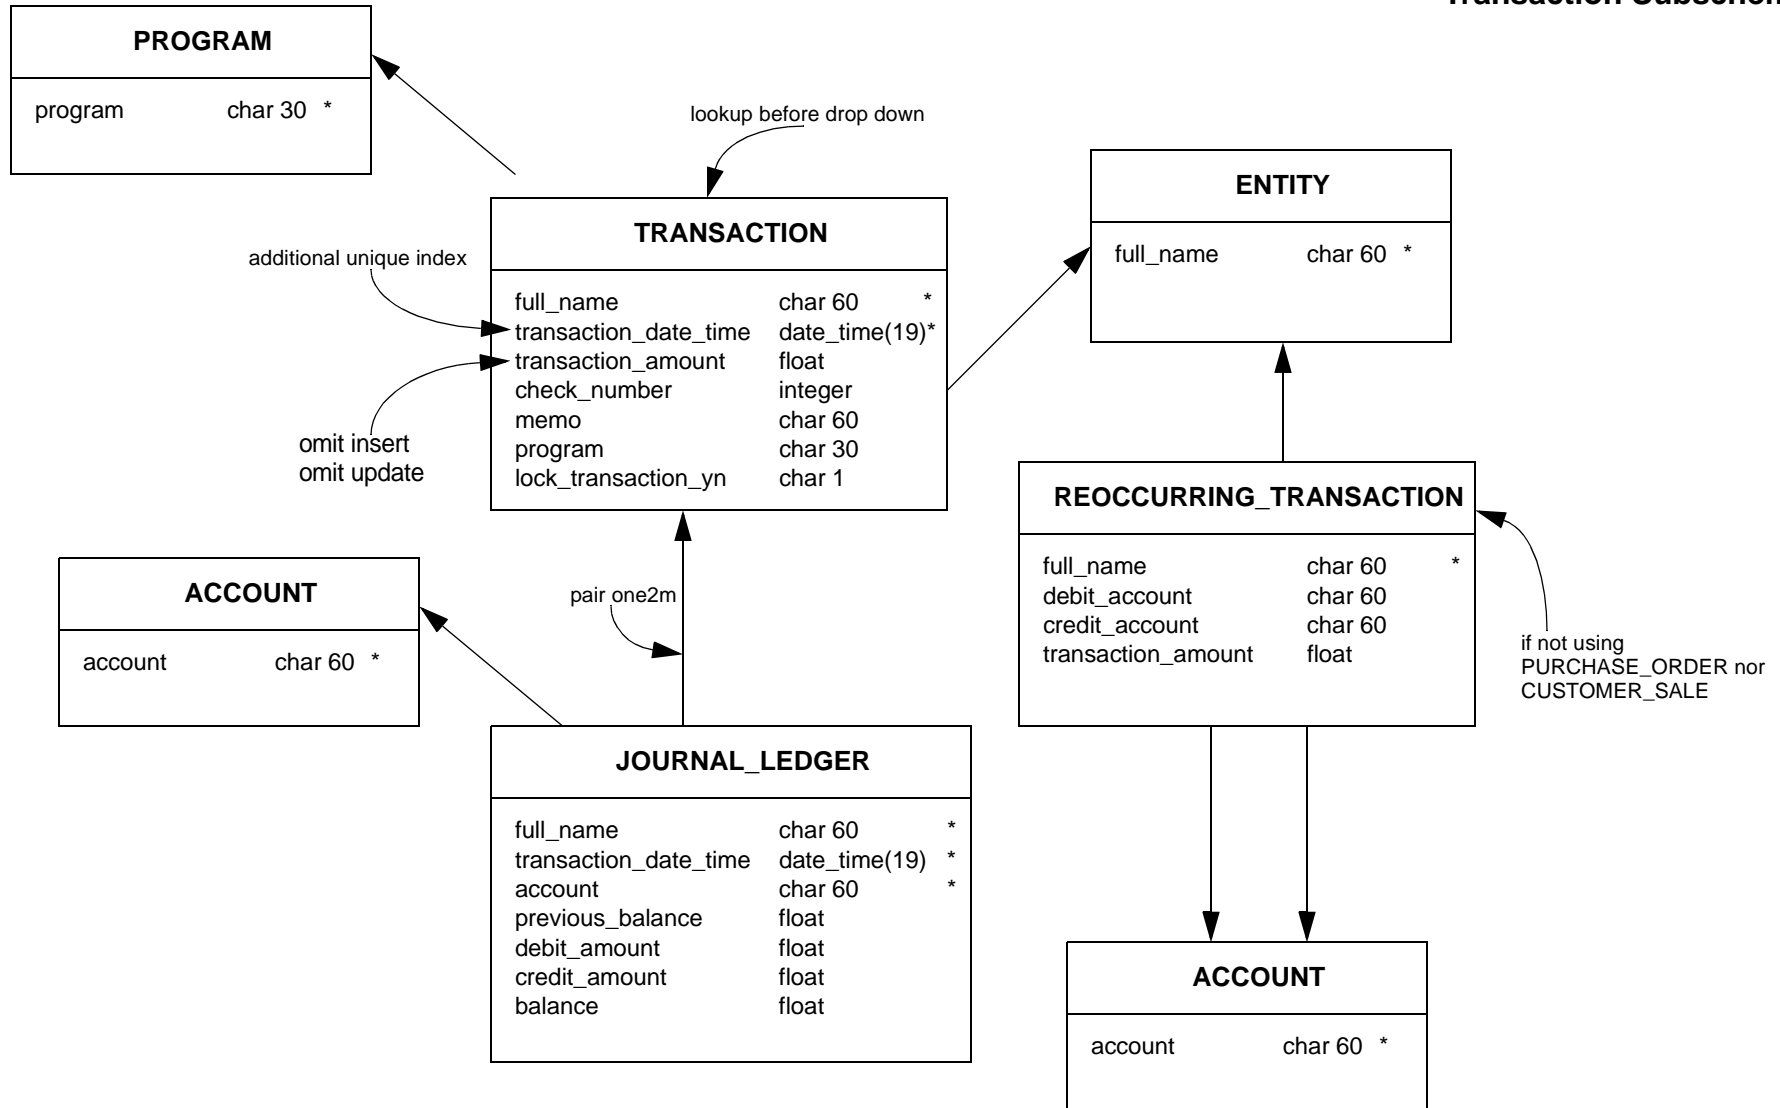 PROGRAM
program char 30 *
lookup before drop down
ENTITY
full_name char 60 *
TRANSACTION
additional unique index
full_name char 60 *
transaction_date_time date_time(19)*
transaction_amount float
check_number integer
memo char 60
program char 30
lock_transaction_yn char 1
omit insert
omit update
REOCCURRING_TRANSACTION
full_name char 60 *
debit_account char 60
credit_account char 60
transaction_amount float
if not using
PURCHASE_ORDER nor
CUSTOMER_SALE
ACCOUNT
account char 60 *
pair one2m
JOURNAL_LEDGER
full_name char 60 *
transaction_date_time date_time(19) *
account char 60 *
previous_balance float
debit_amount float
credit_amount float
balance float
ACCOUNT
account char 60 *